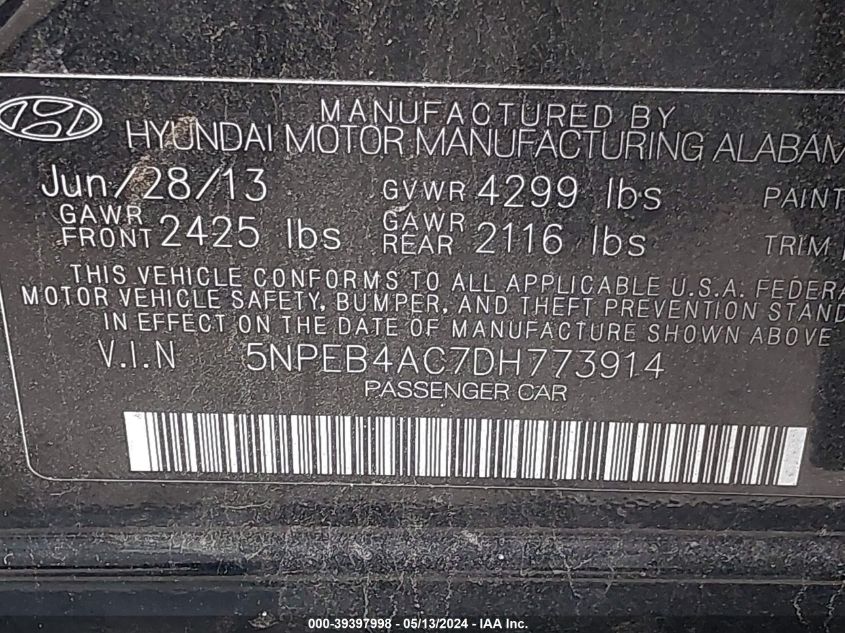 MANUFACTURED BY
HYUNDAI MOTOR MANUFACTURING ALABAM
Jun/28/13 GVWR 4299 lbs PAINT
GAWR FRONT 2425 lbs GAWR REAR 2116 lbs TRIM
THIS VEHICLE CONFORMS TO ALL APPLICABLE U.S.A. FEDERA
MOTOR VEHICLE SAFETY, BUMPER, AND THEFT PREVENTION STAND
IN EFFECT ON THE DATE OF MANUFACTURE SHOWN ABOVE
V.I.N 5NPEB4AC7DH773914
PASSENGER CAR
000-39397998 - 05/13/2024 - IAA Inc.